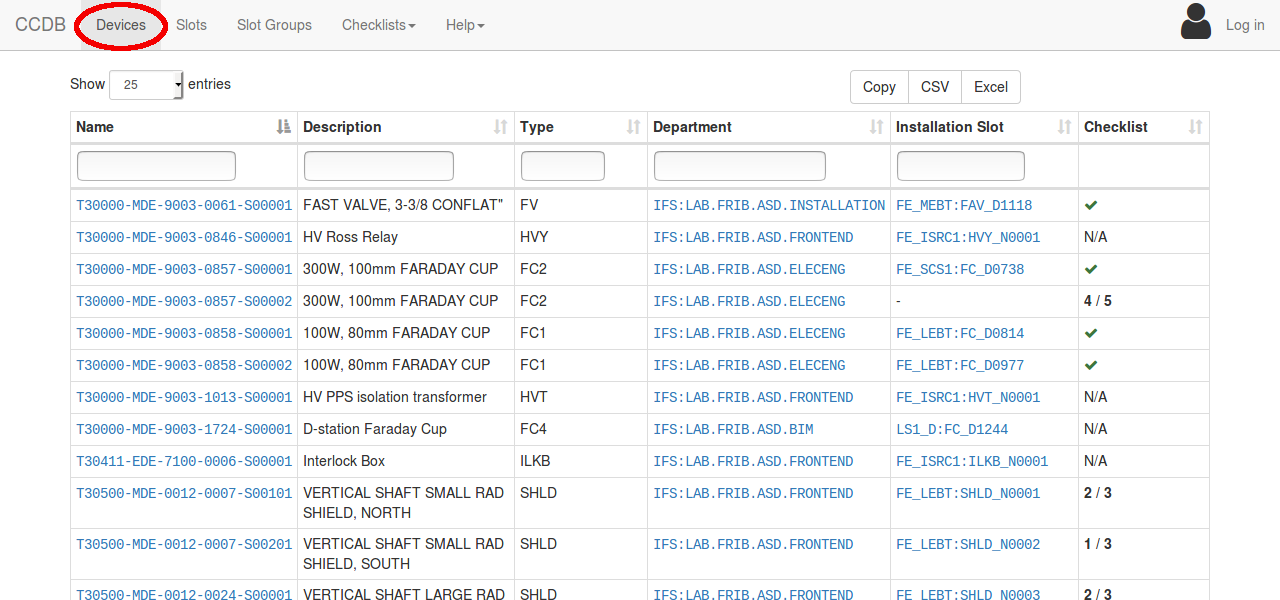 CCDB Devices Slots Slot Groups Checklists Help Log in
Show 25 entries Copy CSV Excel
Name Description Type Department Installation Slot Checklist
T30000-MDE-9003-0061-S00001 FAST VALVE, 3-3/8 CONFLAT" FV IFS:LAB.FRIB.ASD.INSTALLATION FE_MEBT:FAV_D1118
T30000-MDE-9003-0846-S00001 HV Ross Relay HVY IFS:LAB.FRIB.ASD.FRONTEND FE_ISRC1:HVY_N0001 N/A
T30000-MDE-9003-0857-S00001 300W, 100mm FARADAY CUP FC2 IFS:LAB.FRIB.ASD.ELECENG FE_SCS1:FC_D0738
T30000-MDE-9003-0857-S00002 300W, 100mm FARADAY CUP FC2 IFS:LAB.FRIB.ASD.ELECENG - 4 / 5
T30000-MDE-9003-0858-S00001 100W, 80mm FARADAY CUP FC1 IFS:LAB.FRIB.ASD.ELECENG FE_LEBT:FC_D0814
T30000-MDE-9003-0858-S00002 100W, 80mm FARADAY CUP FC1 IFS:LAB.FRIB.ASD.ELECENG FE_LEBT:FC_D0977
T30000-MDE-9003-1013-S00001 HV PPS isolation transformer HVT IFS:LAB.FRIB.ASD.FRONTEND FE_ISRC1:HVT_N0001 N/A
T30000-MDE-9003-1724-S00001 D-station Faraday Cup FC4 IFS:LAB.FRIB.ASD.BIM LS1_D:FC_D1244 N/A
T30411-EDE-7100-0006-S00001 Interlock Box ILKB IFS:LAB.FRIB.ASD.FRONTEND FE_ISRC1:ILKB_N0001 N/A
T30500-MDE-0012-0007-S00101 VERTICAL SHAFT SMALL RAD SHLD IFS:LAB.FRIB.ASD.FRONTEND FE_LEBT:SHLD_N0001 2 / 3
SHIELD, NORTH
T30500-MDE-0012-0007-S00201 VERTICAL SHAFT SMALL RAD SHLD IFS:LAB.FRIB.ASD.FRONTEND FE_LEBT:SHLD_N0002 1 / 3
SHIELD, SOUTH
T30500-MDE-0012-0024-S00001 VERTICAL SHAFT LARGE RAD SHLD IFS:LAB.FRIB.ASD.FRONTEND FE_LEBT:SHLD_N0003 2 / 3